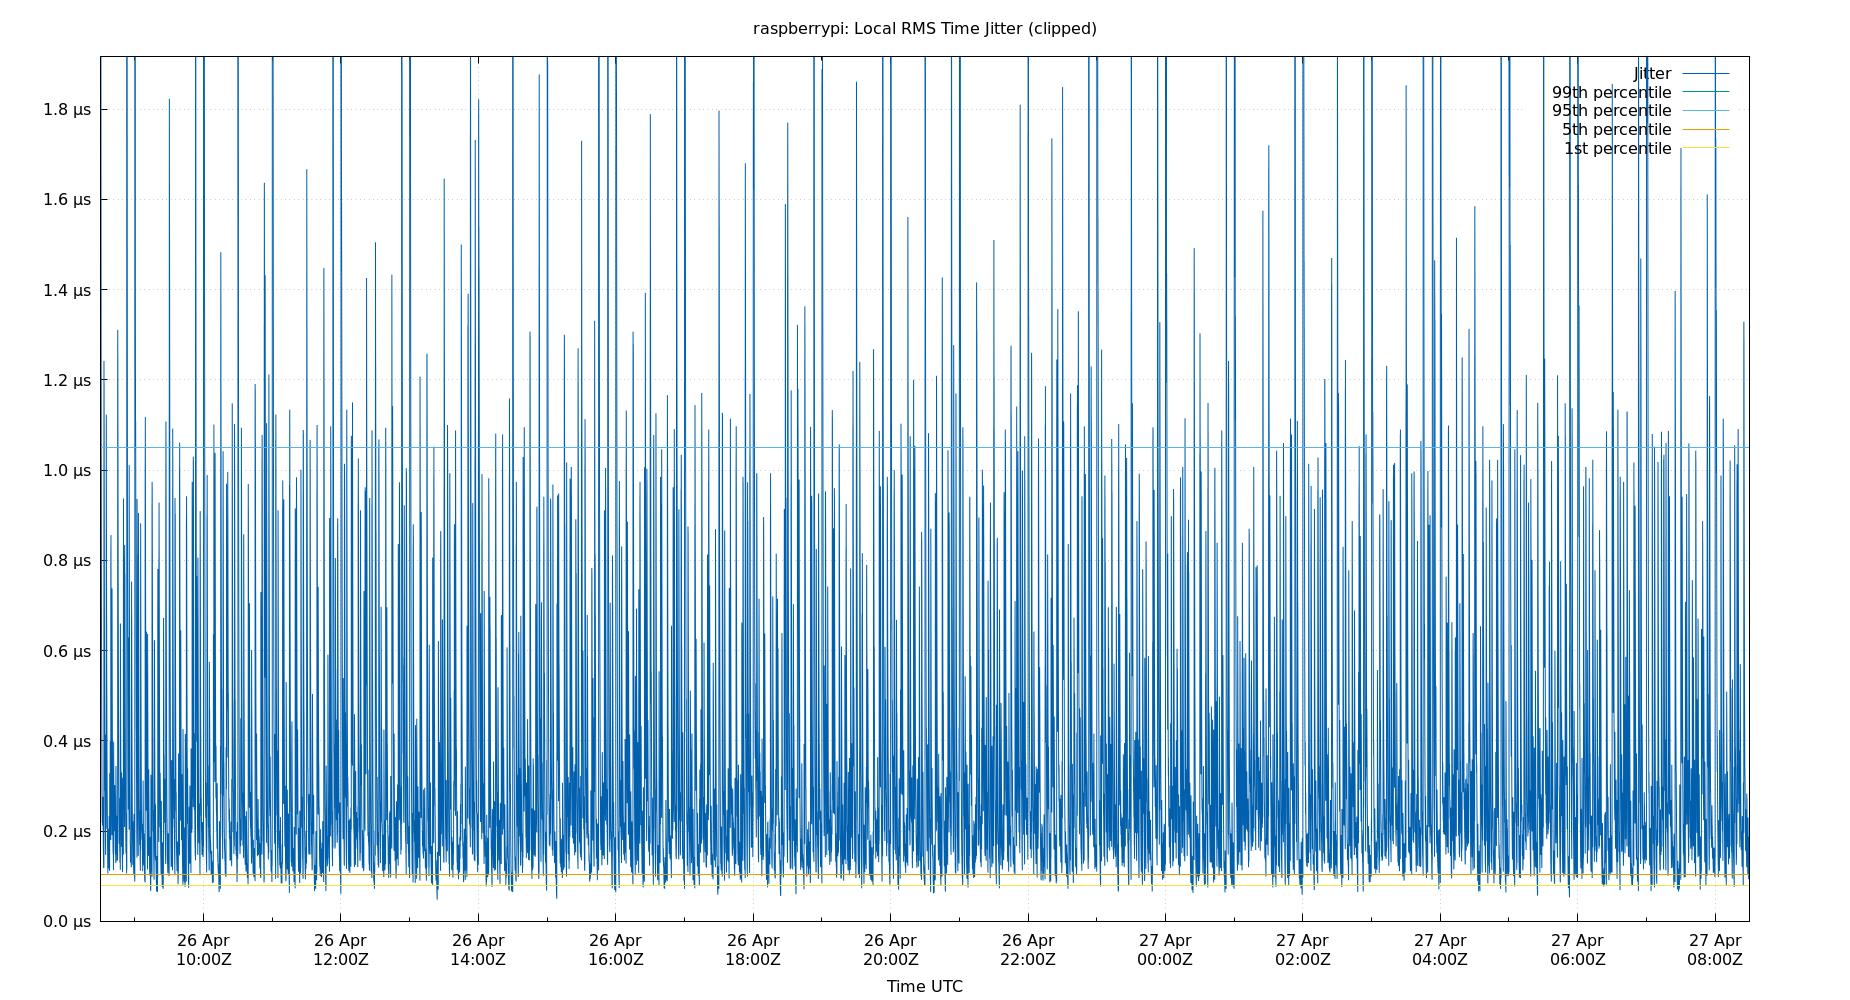 raspberrypi: Local RMS Time Jitter (clipped)
Jitter
99th percentile
95th percentile
5th percentile
1st percentile
1.8 μs
1.6 μs
1.4 μs
1.2 μs
1.0 μs
0.8 μs
0.6 μs
0.4 μs
0.2 μs
0.0 μs
26 Apr 26 Apr 26 Apr 26 Apr 26 Apr 26 Apr 26 Apr 27 Apr 27 Apr 27 Apr 27 Apr 27 Apr
10:00Z 12:00Z 14:00Z 16:00Z 18:00Z 20:00Z 22:00Z 00:00Z 02:00Z 04:00Z 06:00Z 08:00Z
Time UTC